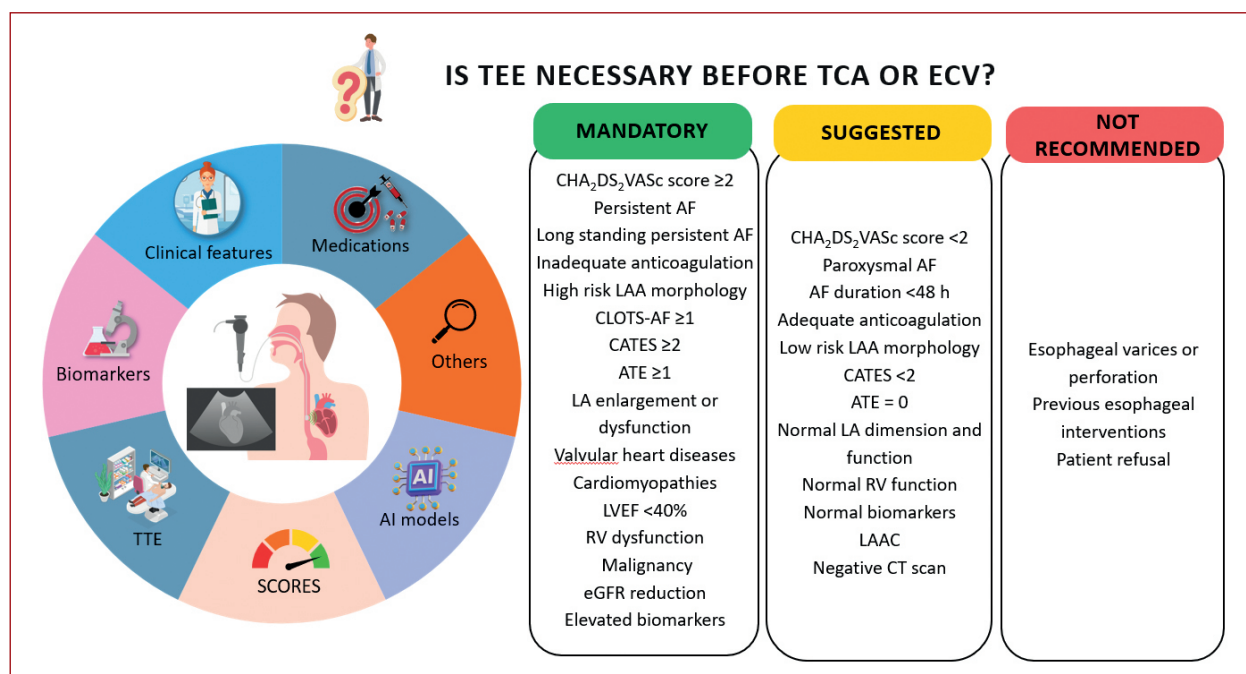 IS TEE NECESSARY BEFORE TCA OR ECV?
Clinical features
Medications
Biomarkers
Others
TTE
AI
AI models
SCORES
MANDATORY
CHA₂DS₂VASc score ≥2
Persistent AF
Long standing persistent AF
Inadequate anticoagulation
High risk LAA morphology
CLOTS-AF ≥1
CATES ≥2
ATE ≥1
LA enlargement or
dysfunction
Valvular heart diseases
Cardiomyopathies
LVEF <40%
RV dysfunction
Malignancy
eGFR reduction
Elevated biomarkers
SUGGESTED
CHA₂DS₂VASc score <2
Paroxysmal AF
AF duration <48 h
Adequate anticoagulation
Low risk LAA morphology
CATES <2
ATE = 0
Normal LA dimension and
function
Normal RV function
Normal biomarkers
LAAC
Negative CT scan
NOT
RECOMMENDED
Esophageal varices or
perforation
Previous esophageal
interventions
Patient refusal